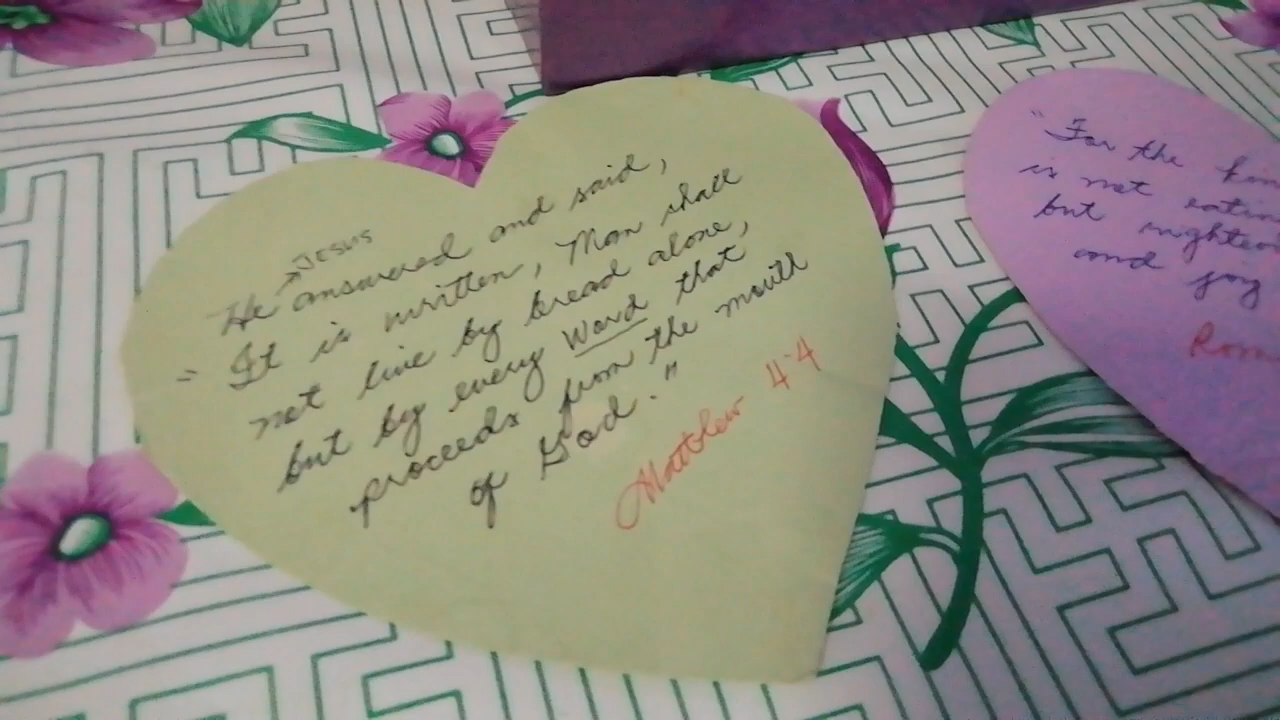 JESUS
He answered and said,
" It is written, Man shall
not live by bread alone,
but by every Word that
proceeds from the mouth
of God."
Matthew 4:4
"For the
is not
but
and joy